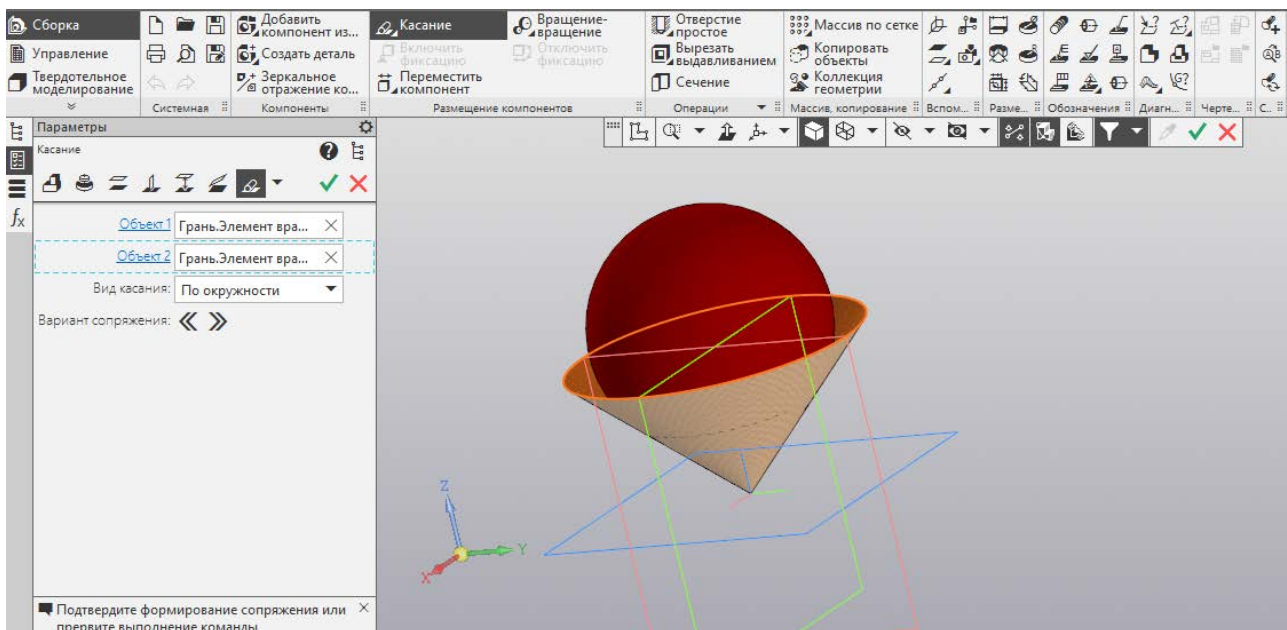 Сборка
Управление
Твердотельное
моделирование
Системная
Добавить
компонент из...
Создать деталь
Зеркальное
отражение ко...
Компоненты
Касание
Включить
фиксацию
Переместить
компонент
Вращение-
вращение
Отключить
фиксацию
Размещение компонентов
Отверстие
простое
Вырезать
выдавливанием
Сечение
Операции
Массив по сетке
Копировать
объекты
Коллекция
геометрии
Массив, копирование
Вспом...
Разме...
Обозначения
Диагн...
Черте...
С...
Параметры
Касание
fx
Объект 1 Грань.Элемент вра...
Объект 2 Грань.Элемент вра...
Вид касания: По окружности
Вариант сопряжения:
Z
Y
X
Подтвердите формирование сопряжения или
прервите выполнение команды